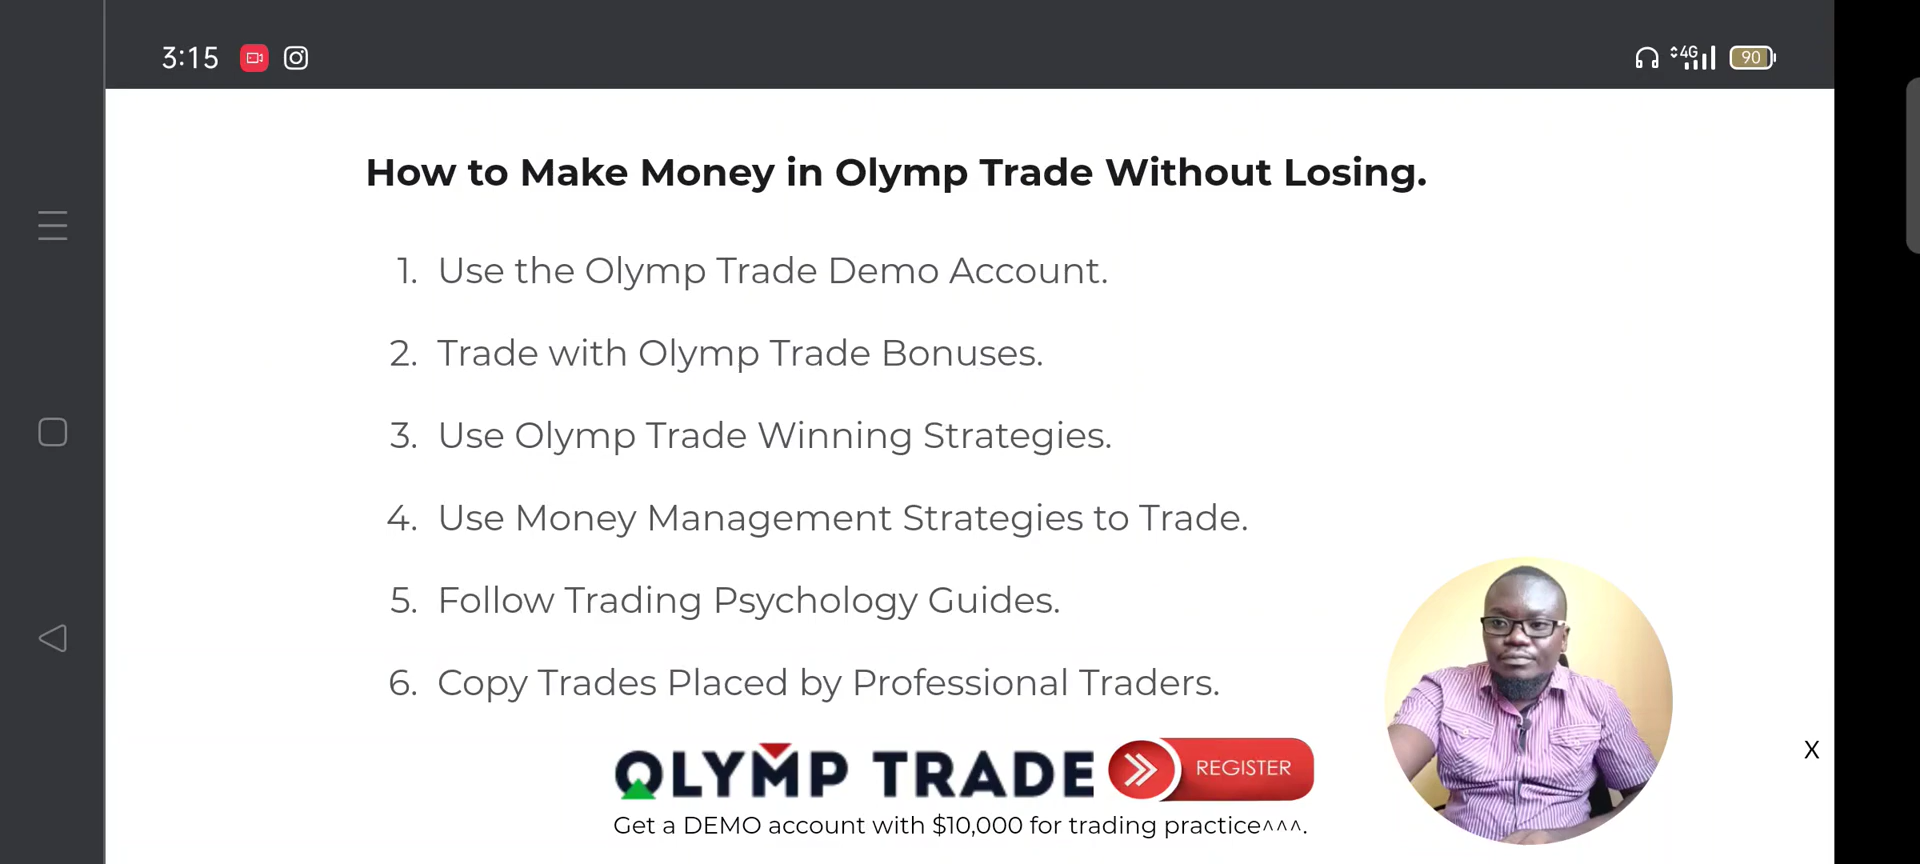 3:15
4G
90
How to Make Money in Olymp Trade Without Losing.
1. Use the Olymp Trade Demo Account.
2. Trade with Olymp Trade Bonuses.
3. Use Olymp Trade Winning Strategies.
4. Use Money Management Strategies to Trade.
5. Follow Trading Psychology Guides.
6. Copy Trades Placed by Professional Traders.
OLYMP TRADE
REGISTER
X
Get a DEMO account with $10,000 for trading practice^^^.